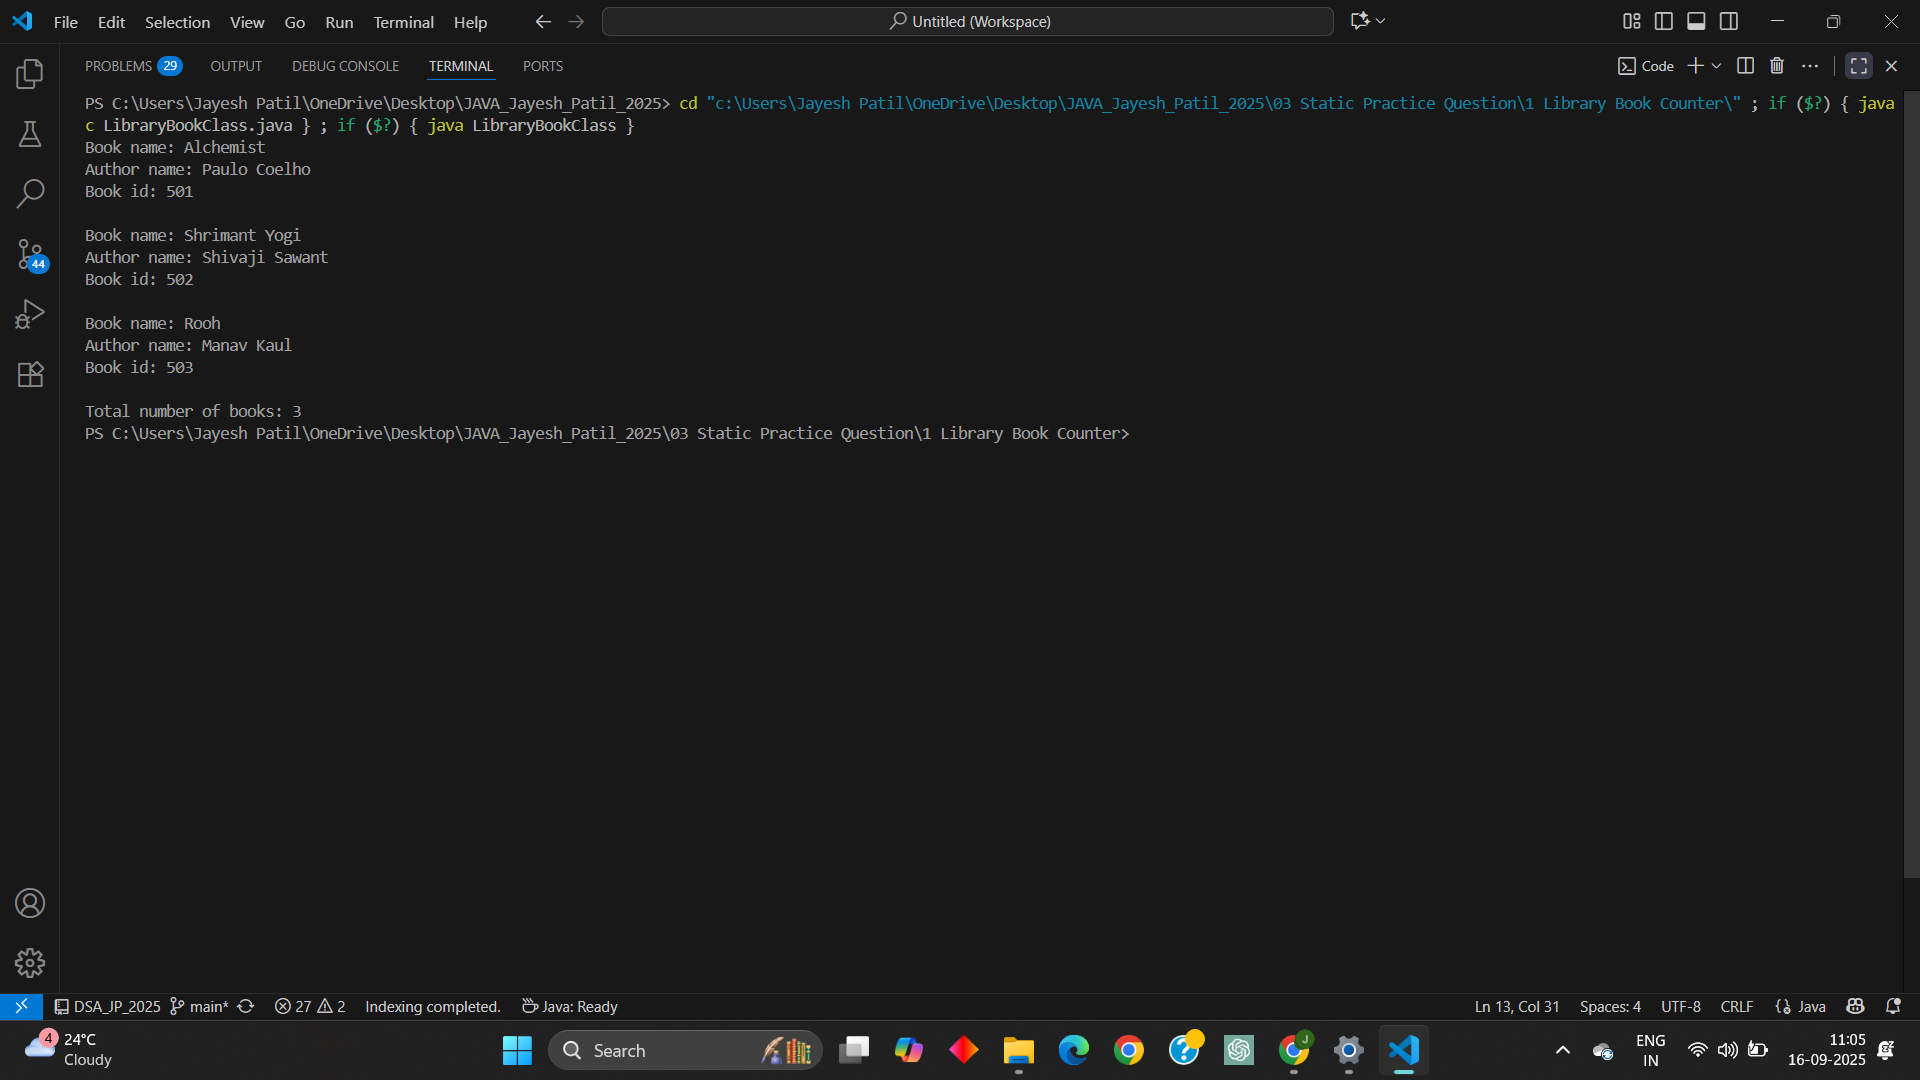 File Edit Selection View Go Run Terminal Help
Untitled (Workspace)
PROBLEMS 29 OUTPUT DEBUG CONSOLE TERMINAL PORTS
Code
PS C:\Users\Jayesh Patil\OneDrive\Desktop\JAVA_Jayesh_Patil_2025> cd "c:\Users\Jayesh Patil\OneDrive\Desktop\JAVA_Jayesh_Patil_2025\03 Static Practice Question\1 Library Book Counter\" ; if ($?) { java
c LibraryBookClass.java } ; if ($?) { java LibraryBookClass }
Book name: Alchemist
Author name: Paulo Coelho
Book id: 501
Book name: Shrimant Yogi
Author name: Shivaji Sawant
Book id: 502
Book name: Rooh
Author name: Manav Kaul
Book id: 503
Total number of books: 3
PS C:\Users\Jayesh Patil\OneDrive\Desktop\JAVA_Jayesh_Patil_2025\03 Static Practice Question\1 Library Book Counter>
44
DSA_JP_2025 main* 27 2 Indexing completed. Java: Ready
Ln 13, Col 31 Spaces: 4 UTF-8 CRLF Java
4
24°C
Cloudy
Search
J
ENG
IN
11:05
16-09-2025